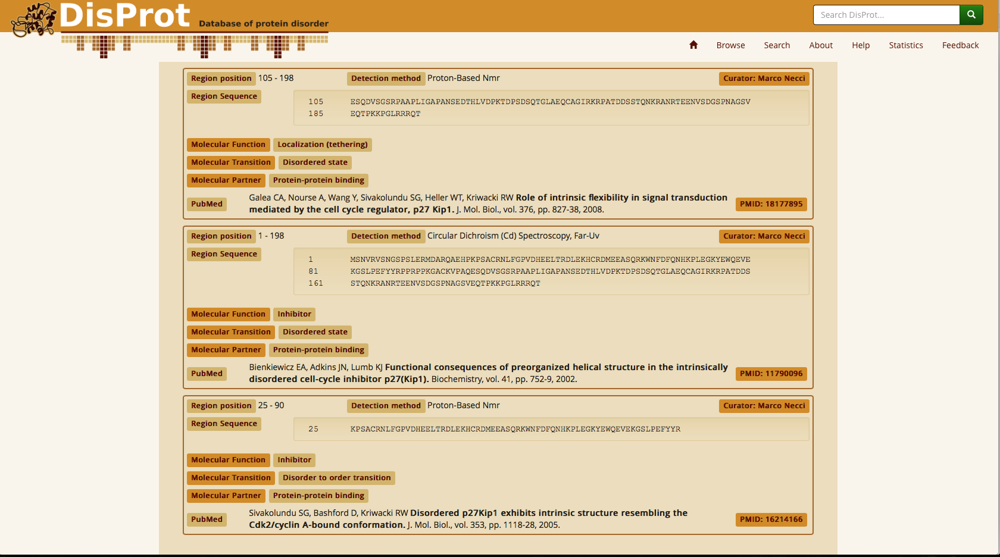 DisProt Database of protein disorder
Search DisProt...
Browse Search About Help Statistics Feedback
Region position 105 - 198 Detection method Proton-Based Nmr Curator: Marco Necci
Region Sequence
105 ESQDVSGSRPAAPLIGAPANSEDTHLVDPKTDPSDSQTGLAEQCAGIRKRPATDDSSTQNKRANRTEENVSDGSPNAGSV
185 EQTPKKPGLRRRQT
Molecular Function Localization (tethering)
Molecular Transition Disordered state
Molecular Partner Protein-protein binding
PubMed Galea CA, Nourse A, Wang Y, Sivakolundu SG, Heller WT, Kriwacki RW Role of intrinsic flexibility in signal transduction
mediated by the cell cycle regulator, p27 Kip1. J. Mol. Biol., vol. 376, pp. 827-38, 2008. PMID: 18177895
Region position 1 - 198 Detection method Circular Dichroism (Cd) Spectroscopy, Far-Uv Curator: Marco Necci
Region Sequence
1 MSNVRVSNGSPSLERMDARQAEHPKPSACRNLFGPVDHEELTRDLEKHCRDMEEASQRKWNFDFQNHKPLEGKYEWQEVE
81 KGSLPEFYYRPPRPPKGACKVPAQESQDVSGSRPAAPLIGAPANSEDTHLVDPKTDPSDSQTGLAEQCAGIRKRPATDDS
161 STQNKRANRTEENVSDGSPNAGSVEQTPKKPGLRRRQT
Molecular Function Inhibitor
Molecular Transition Disordered state
Molecular Partner Protein-protein binding
PubMed Bienkiewicz EA, Adkins JN, Lumb KJ Functional consequences of preorganized helical structure in the intrinsically
disordered cell-cycle inhibitor p27(Kip1). Biochemistry, vol. 41, pp. 752-9, 2002. PMID: 11790096
Region position 25 - 90 Detection method Proton-Based Nmr Curator: Marco Necci
Region Sequence
25 KPSACRNLFGPVDHEELTRDLEKHCRDMEEASQRKWNFDFQNHKPLEGKYEWQEVEKGSLPEFYYR
Molecular Function Inhibitor
Molecular Transition Disorder to order transition
Molecular Partner Protein-protein binding
PubMed Sivakolundu SG, Bashford D, Kriwacki RW Disordered p27Kip1 exhibits intrinsic structure resembling the
Cdk2/cyclin A-bound conformation. J. Mol. Biol., vol. 353, pp. 1118-28, 2005. PMID: 16214166